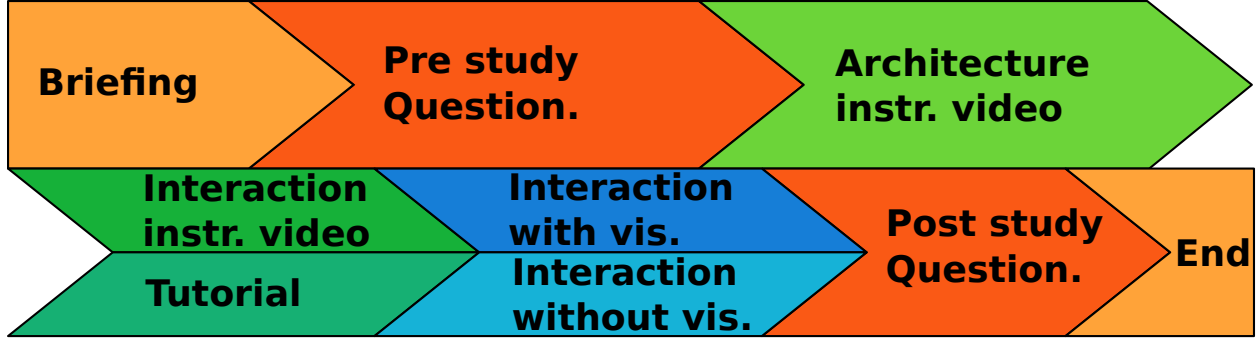 Briefing
Pre study
Question.
Architecture
instr. video
Interaction
instr. video
Tutorial
Interaction
with vis.
Interaction
without vis.
Post study
Question.
End